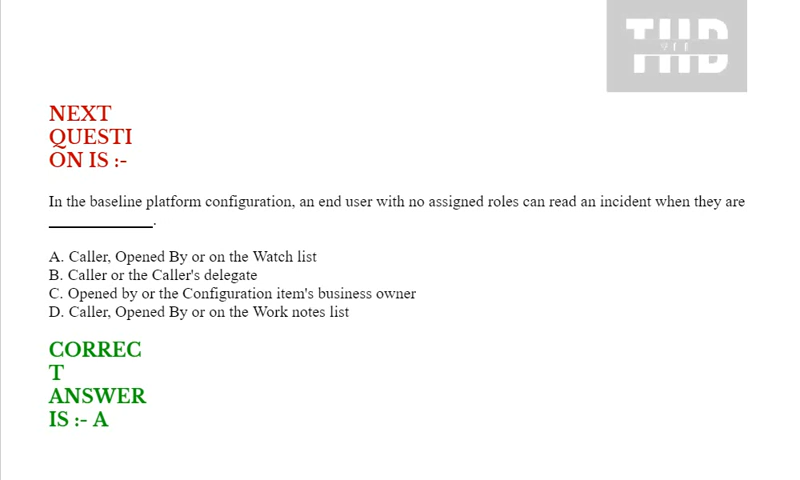 THD
NEXT
QUESTI
ON IS :-
In the baseline platform configuration, an end user with no assigned roles can read an incident when they are
____________.
A. Caller, Opened By or on the Watch list
B. Caller or the Caller's delegate
C. Opened by or the Configuration item's business owner
D. Caller, Opened By or on the Work notes list
CORREC
T
ANSWER
IS :- A